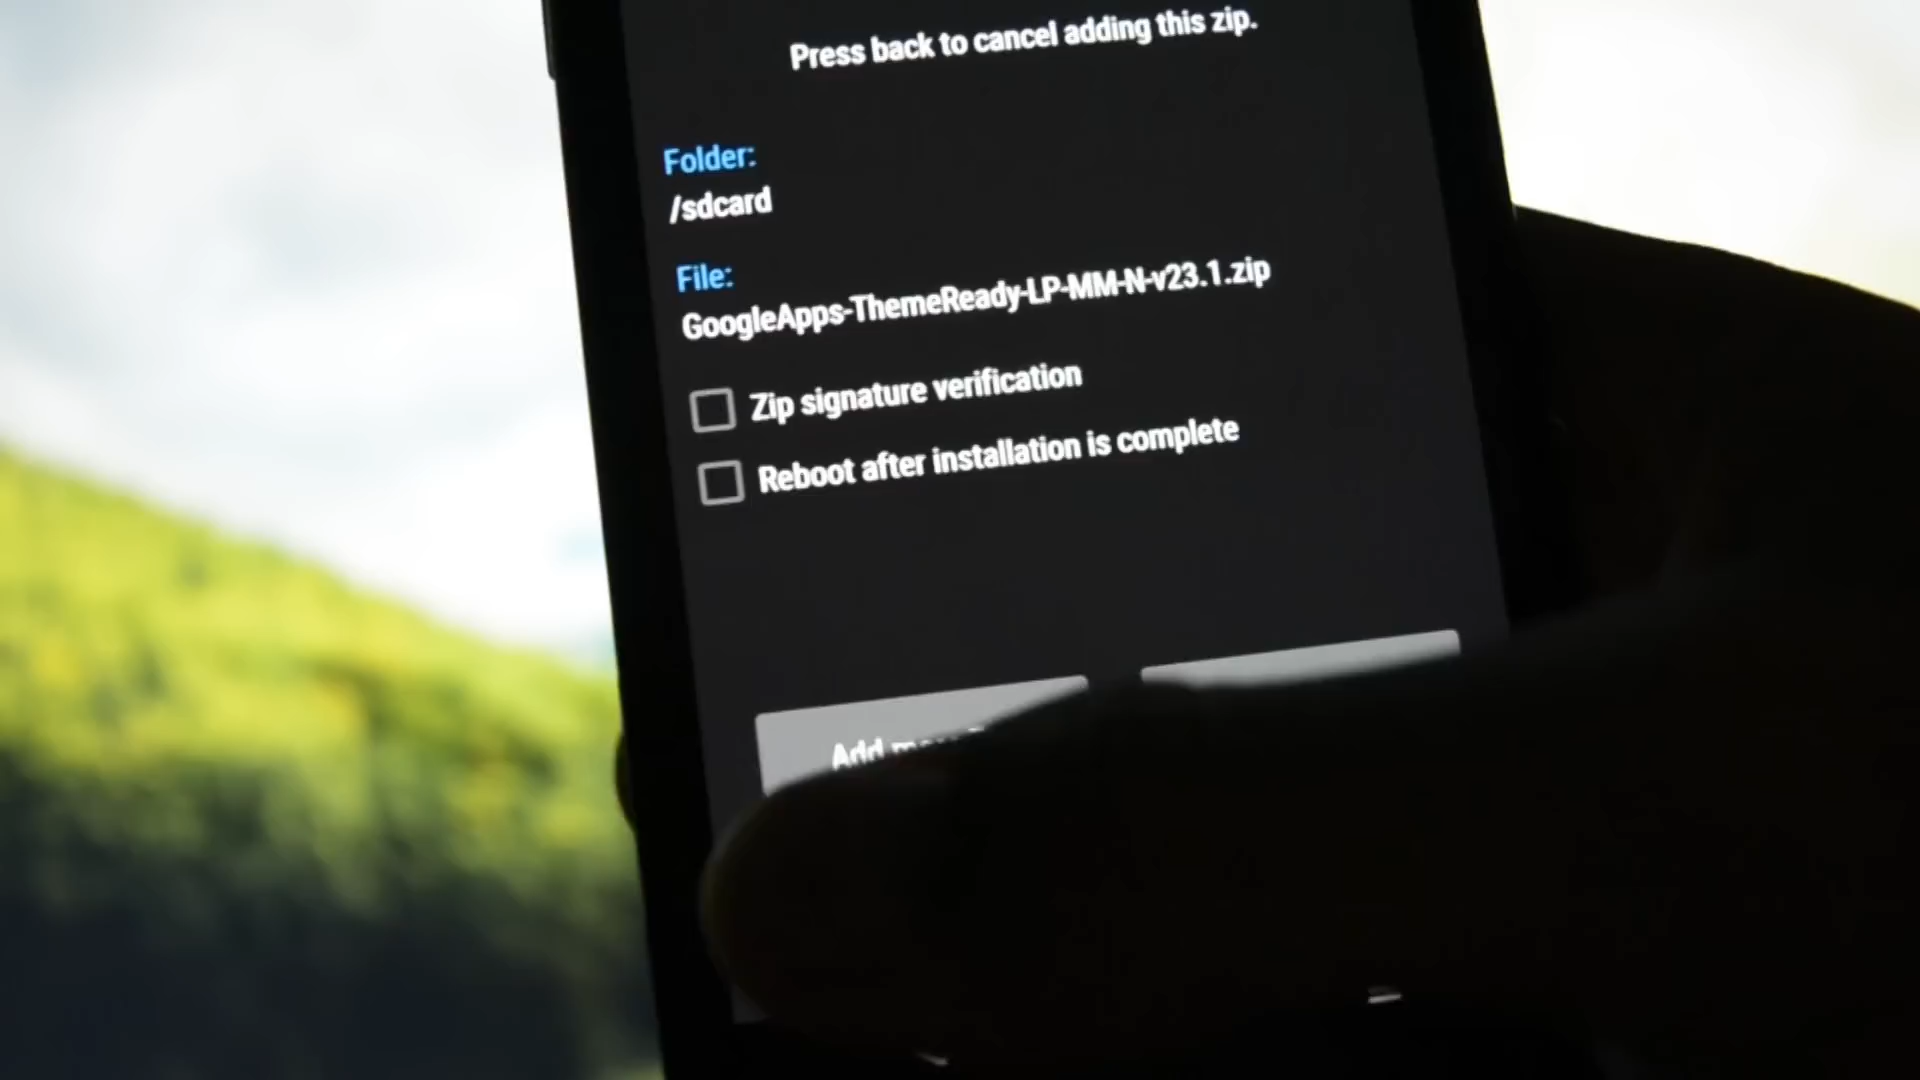 Press back to cancel adding this zip.
Folder:
/sdcard
File:
GoogleApps-ThemeReady-LP-MM-N-v23.1.zip
Zip signature verification
Reboot after installation is complete
Add